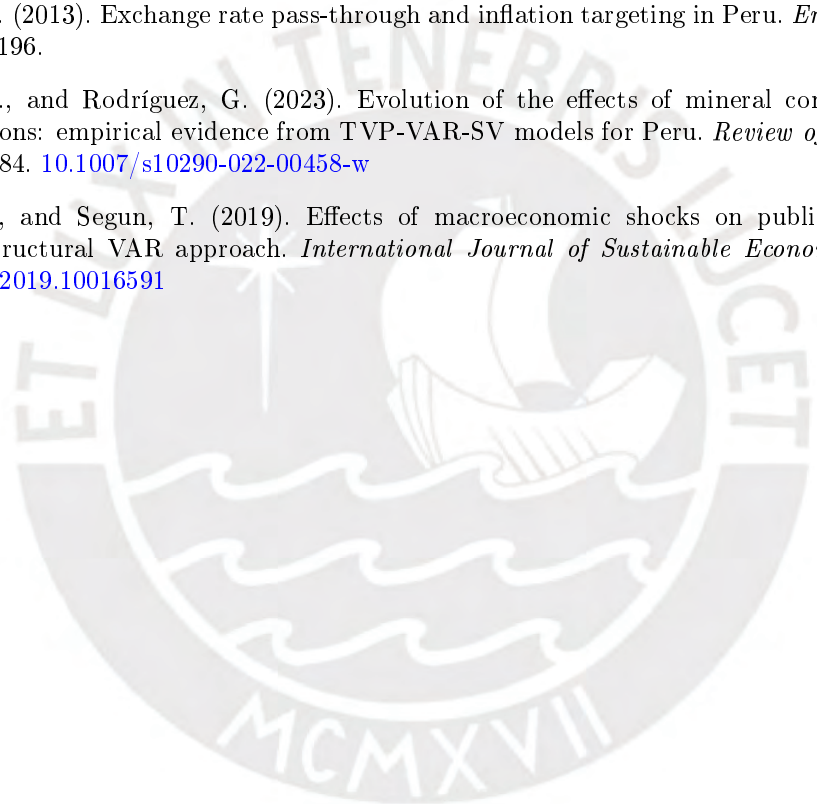 . (2013). Exchange rate pass-through and inflation targeting in Peru. En
196.
., and Rodríguez, G. (2023). Evolution of the effects of mineral cor
ons: empirical evidence from TVP-VAR-SV models for Peru. Review of
84. 10.1007/s10290-022-00458-w
, and Segun, T. (2019). Effects of macroeconomic shocks on publi
ructural VAR approach. International Journal of Sustainable Econo
2019.10016591
ET LUX IN TENEBRIS LUCET
MCMXVII